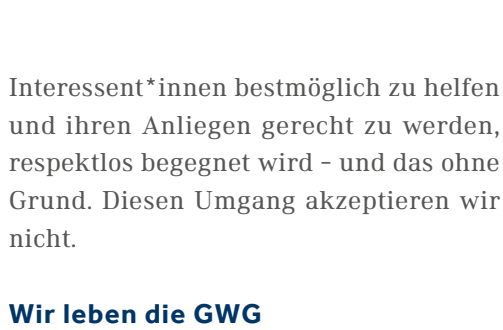 Interessent*innen bestmöglich zu helfen
und ihren Anliegen gerecht zu werden,
respektlos begegnet wird – und das ohne
Grund. Diesen Umgang akzeptieren wir
nicht.
Wir leben die GWG